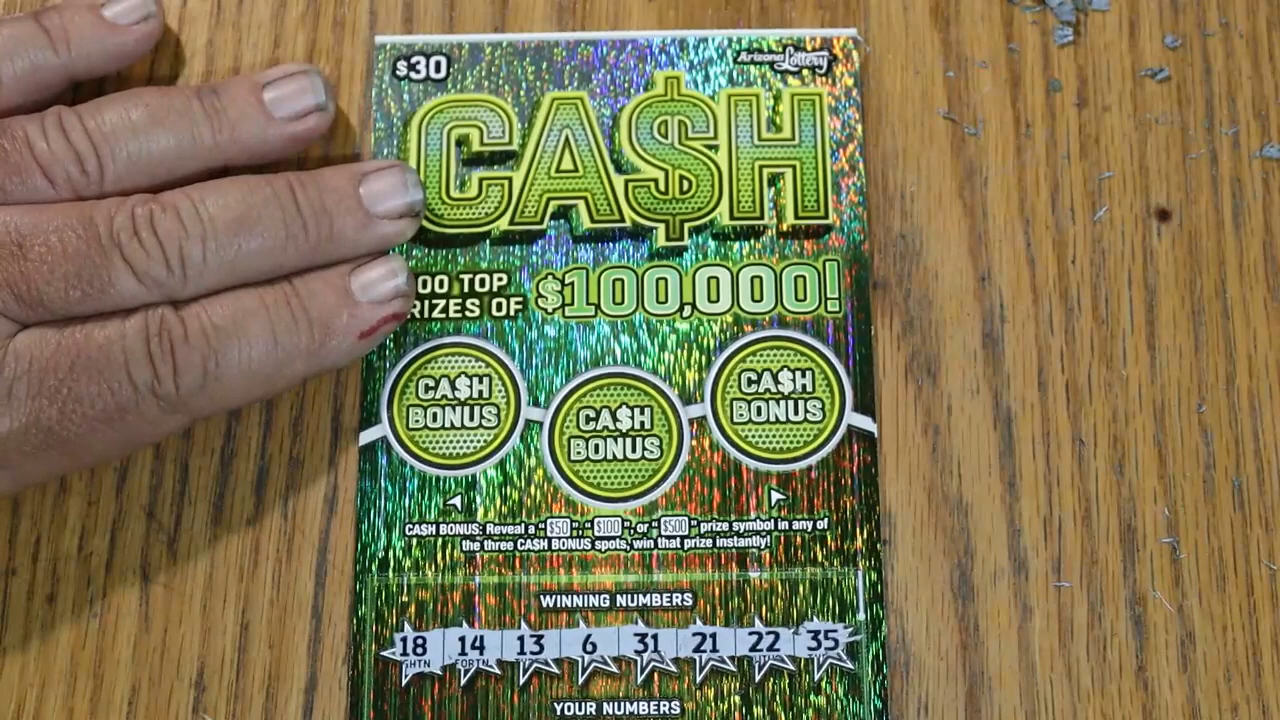 $30
Arizona Lottery
CA$H
00 TOP
RIZES OF $100,000!
CA$H
BONUS
CA$H
BONUS
CA$H
BONUS
CA$H BONUS: Reveal a "$50", "$100", or "$500" prize symbol in any of
the three CA$H BONUS spots, win that prize instantly!
WINNING NUMBERS
18 14 13 6 31 21 22 35
GHTN FORTN
YOUR NUMBERS